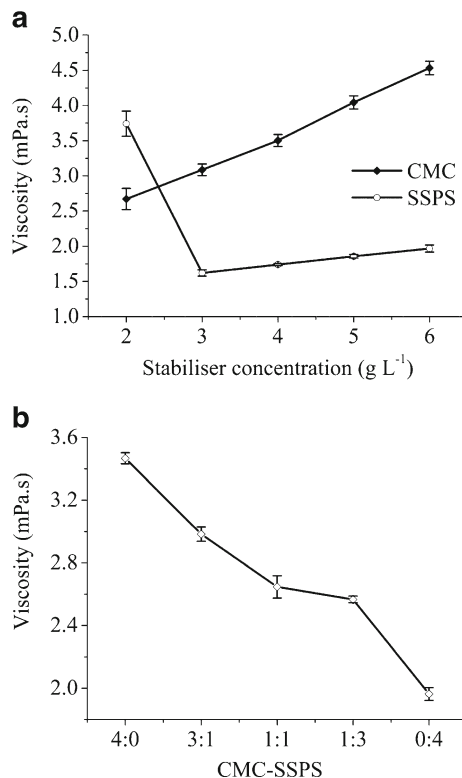 a
5.0
4.5
4.0
3.5
3.0
2.5
2.0
1.5
1.0
Viscosity (mPa.s)
CMC
SSPS
2 3 4 5 6
Stabiliser concentration (g L⁻¹)
b
3.6
3.2
2.8
2.4
2.0
Viscosity (mPa.s)
4:0 3:1 1:1 1:3 0:4
CMC-SSPS